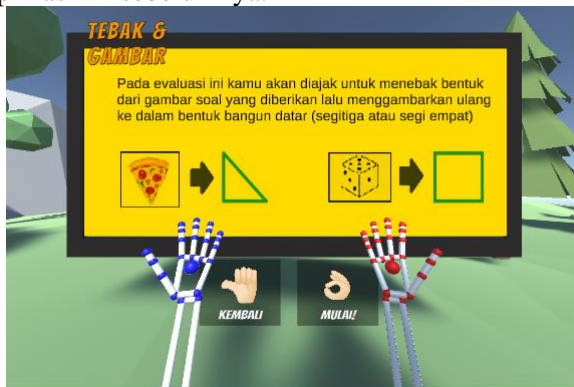 TEBAK &
GAMBAR
Pada evaluasi ini kamu akan diajak untuk menebak bentuk
dari gambar soal yang diberikan lalu menggambarkan ulang
ke dalam bentuk bangun datar (segitiga atau segi empat)
KEMBALI
MULAI!